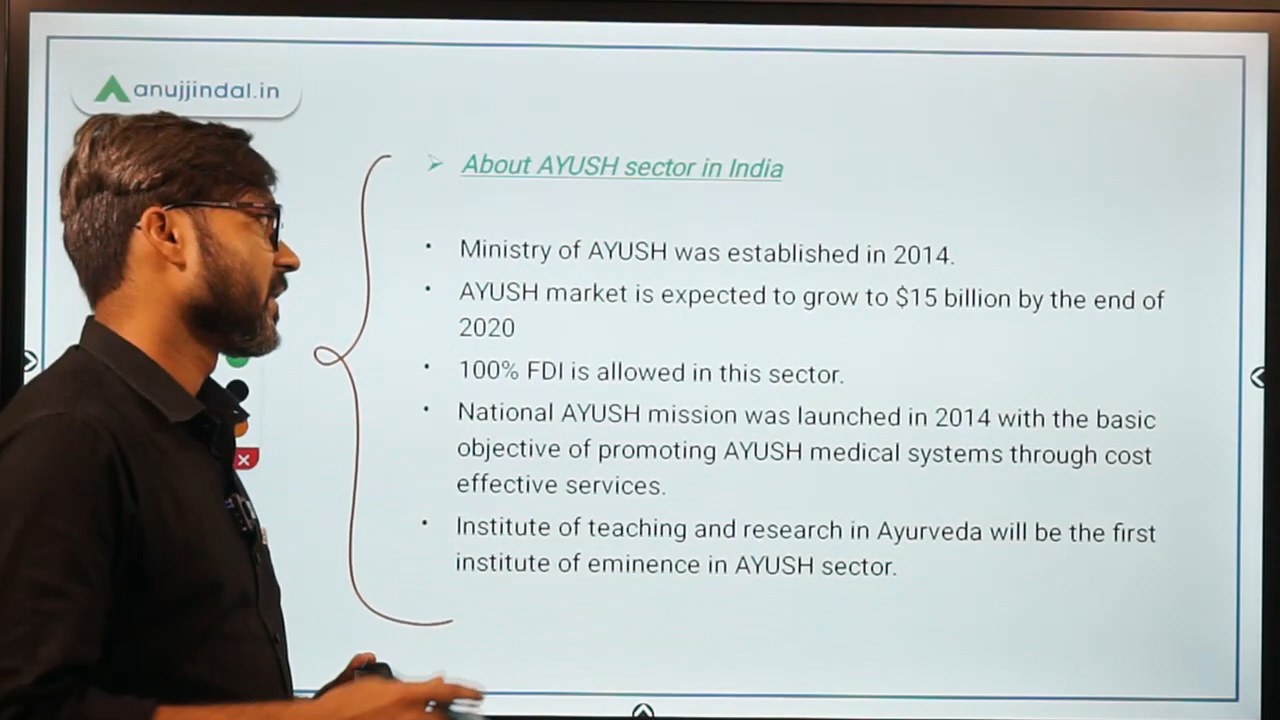 anujjindal.in
About AYUSH sector in India
Ministry of AYUSH was established in 2014.
AYUSH market is expected to grow to $15 billion by the end of
2020
100% FDI is allowed in this sector.
National AYUSH mission was launched in 2014 with the basic
objective of promoting AYUSH medical systems through cost
effective services.
Institute of teaching and research in Ayurveda will be the first
institute of eminence in AYUSH sector.